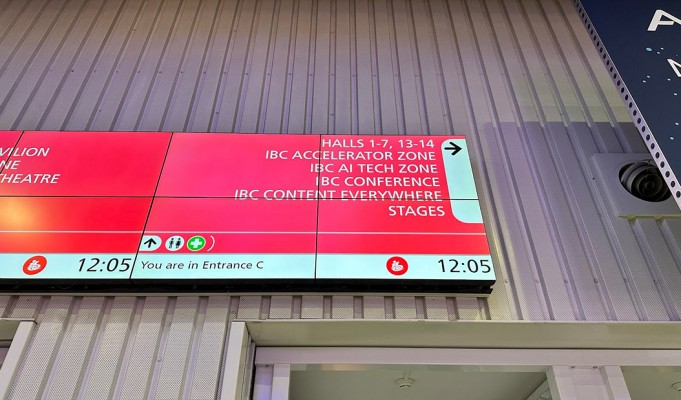 HALLS 1-7, 13-14
IBC ACCELERATOR ZONE
IBC AI TECH ZONE
IBC CONFERENCE
IBC CONTENT EVERYWHERE
STAGES
12:05
You are in Entrance C
12:05